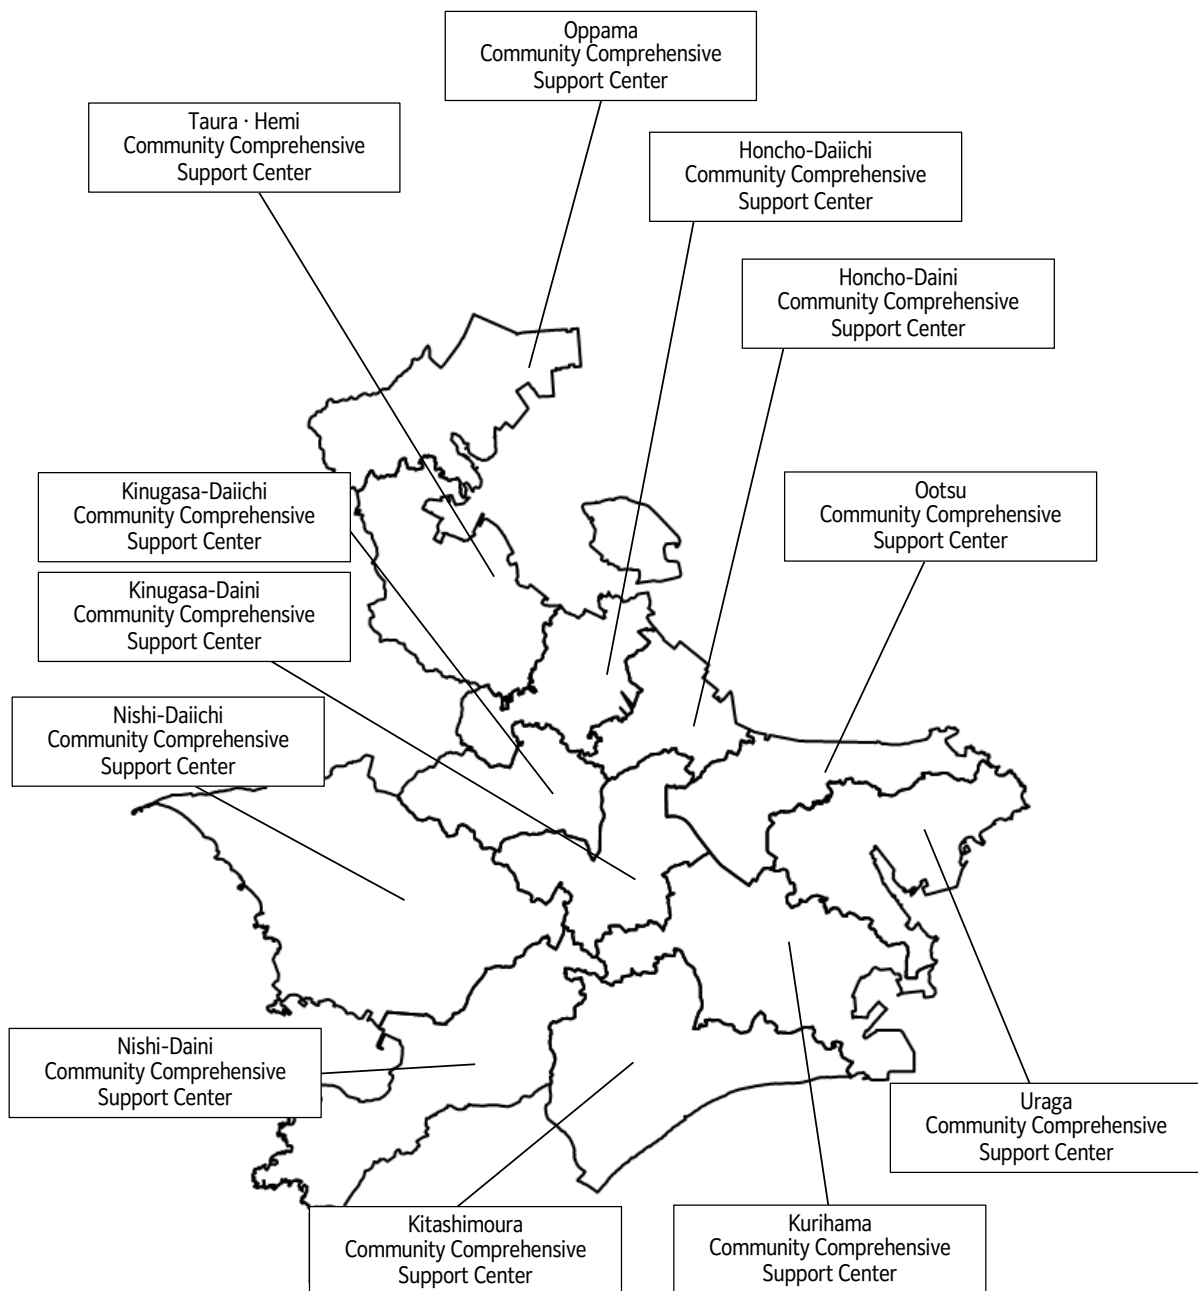 Oppama
Community Comprehensive
Support Center
Taura · Hemi
Community Comprehensive
Support Center
Honcho-Daiichi
Community Comprehensive
Support Center
Honcho-Daini
Community Comprehensive
Support Center
Kinugasa-Daiichi
Community Comprehensive
Support Center
Ootsu
Community Comprehensive
Support Center
Kinugasa-Daini
Community Comprehensive
Support Center
Nishi-Daiichi
Community Comprehensive
Support Center
Nishi-Daini
Community Comprehensive
Support Center
Uraga
Community Comprehensive
Support Center
Kitashimoura
Community Comprehensive
Support Center
Kurihama
Community Comprehensive
Support Center